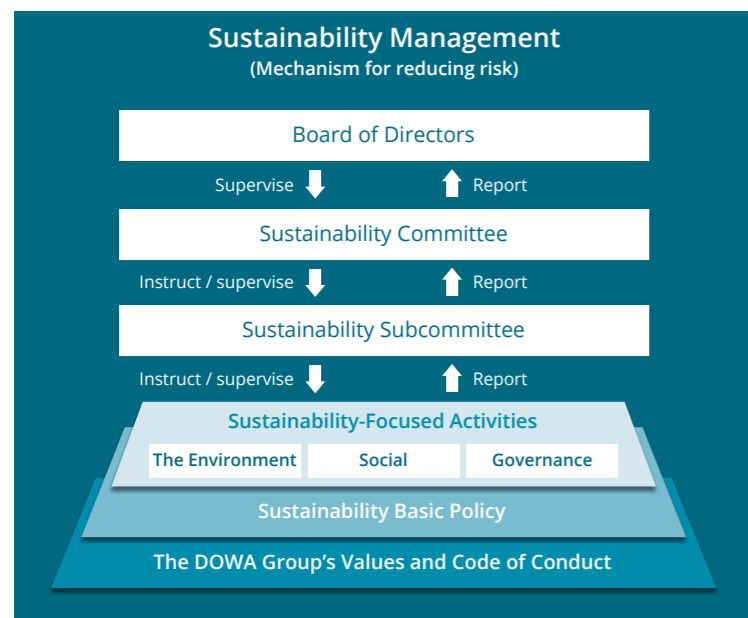 Sustainability Management
(Mechanism for reducing risk)
Board of Directors
Supervise Report
Sustainability Committee
Instruct / supervise Report
Sustainability Subcommittee
Instruct / supervise Report
Sustainability-Focused Activities
The Environment Social Governance
Sustainability Basic Policy
The DOWA Group’s Values and Code of Conduct